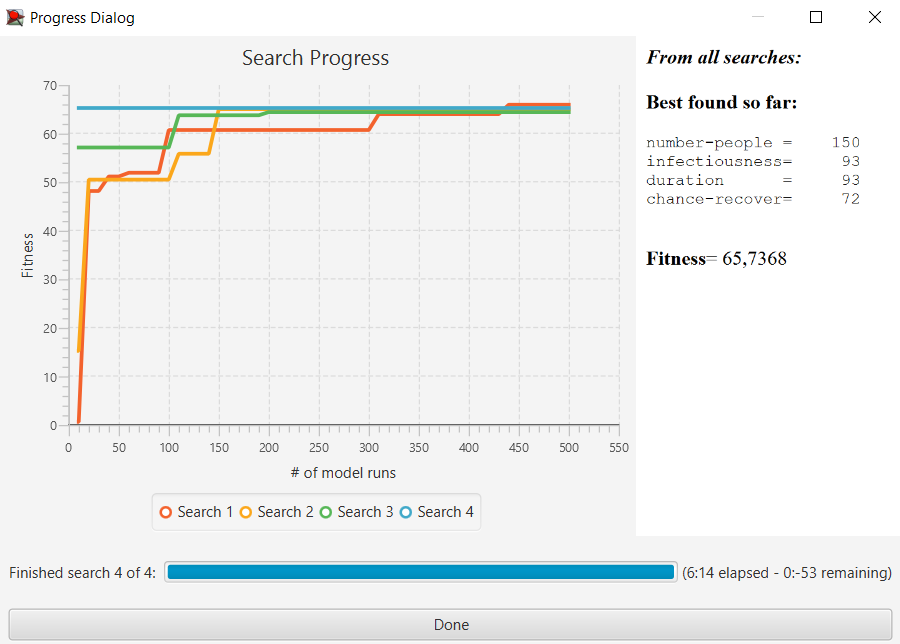 Progress Dialog
Search Progress
70
60
50
40
30
20
10
0
Fitness
0 50 100 150 200 250 300 350 400 450 500 550
# of model runs
Search 1 Search 2 Search 3 Search 4
From all searches:
Best found so far:
number-people = 150
infectiousness= 93
duration = 93
chance-recover= 72
Fitness= 65,7368
Finished search 4 of 4: (6:14 elapsed - 0:-53 remaining)
Done